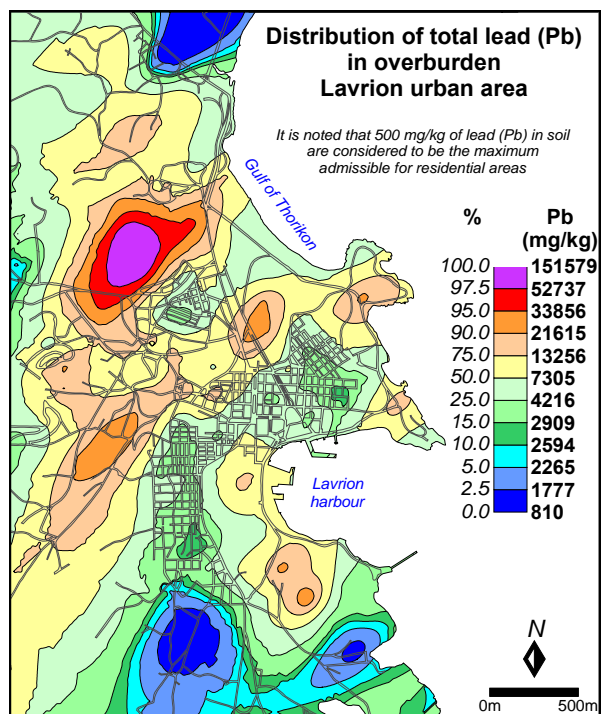 Distribution of total lead (Pb)
in overburden
Lavrion urban area
It is noted that 500 mg/kg of lead (Pb) in soil
are considered to be the maximum
admissible for residential areas
Gulf of Thorikon
% Pb
(mg/kg)
100.0 151579
97.5 52737
95.0 33856
90.0 21615
75.0 13256
50.0 7305
25.0 4216
15.0 2909
10.0 2594
5.0 2265
2.5 1777
0.0 810
Lavrion
harbour
N
0m 500m